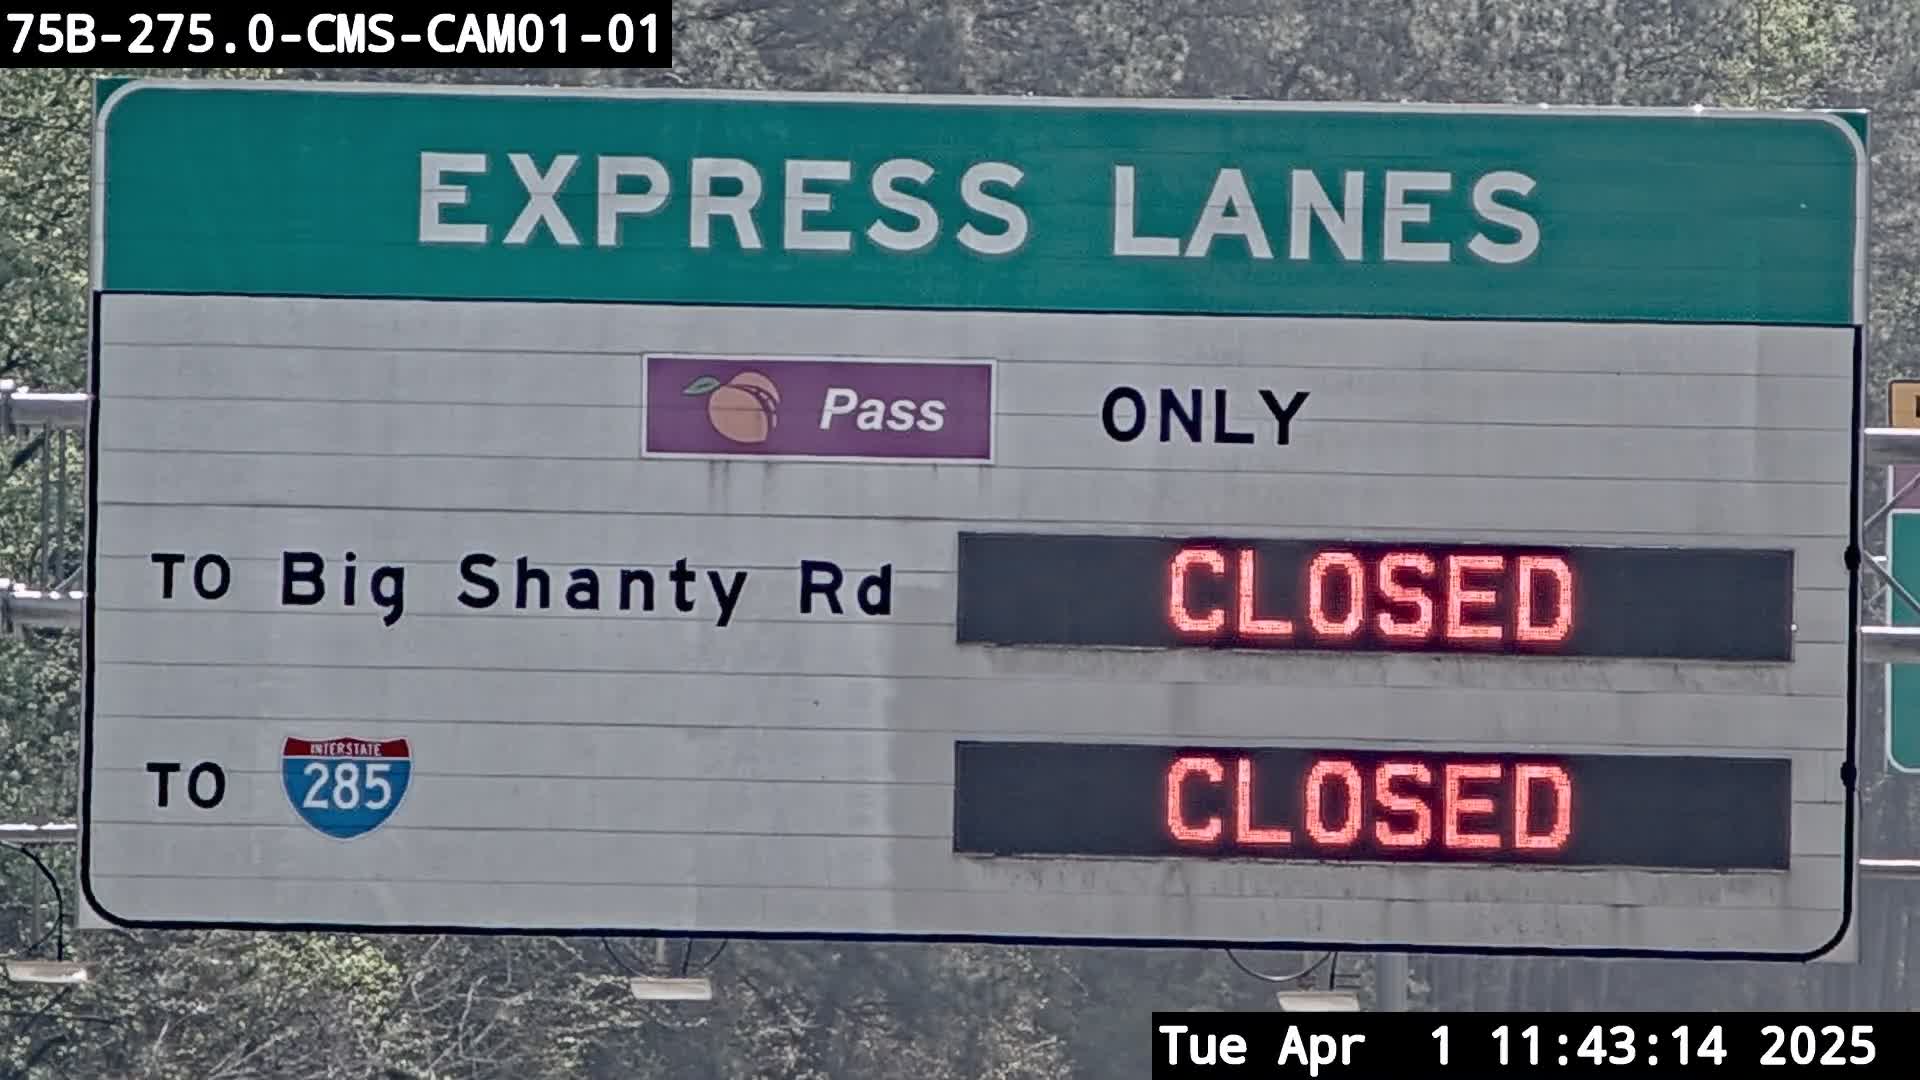 75B-275.0-CMS-CAM01-01
EXPRESS LANES
Pass ONLY
TO Big Shanty Rd CLOSED
TO INTERSTATE 285 CLOSED
Tue Apr 1 11:43:14 2025